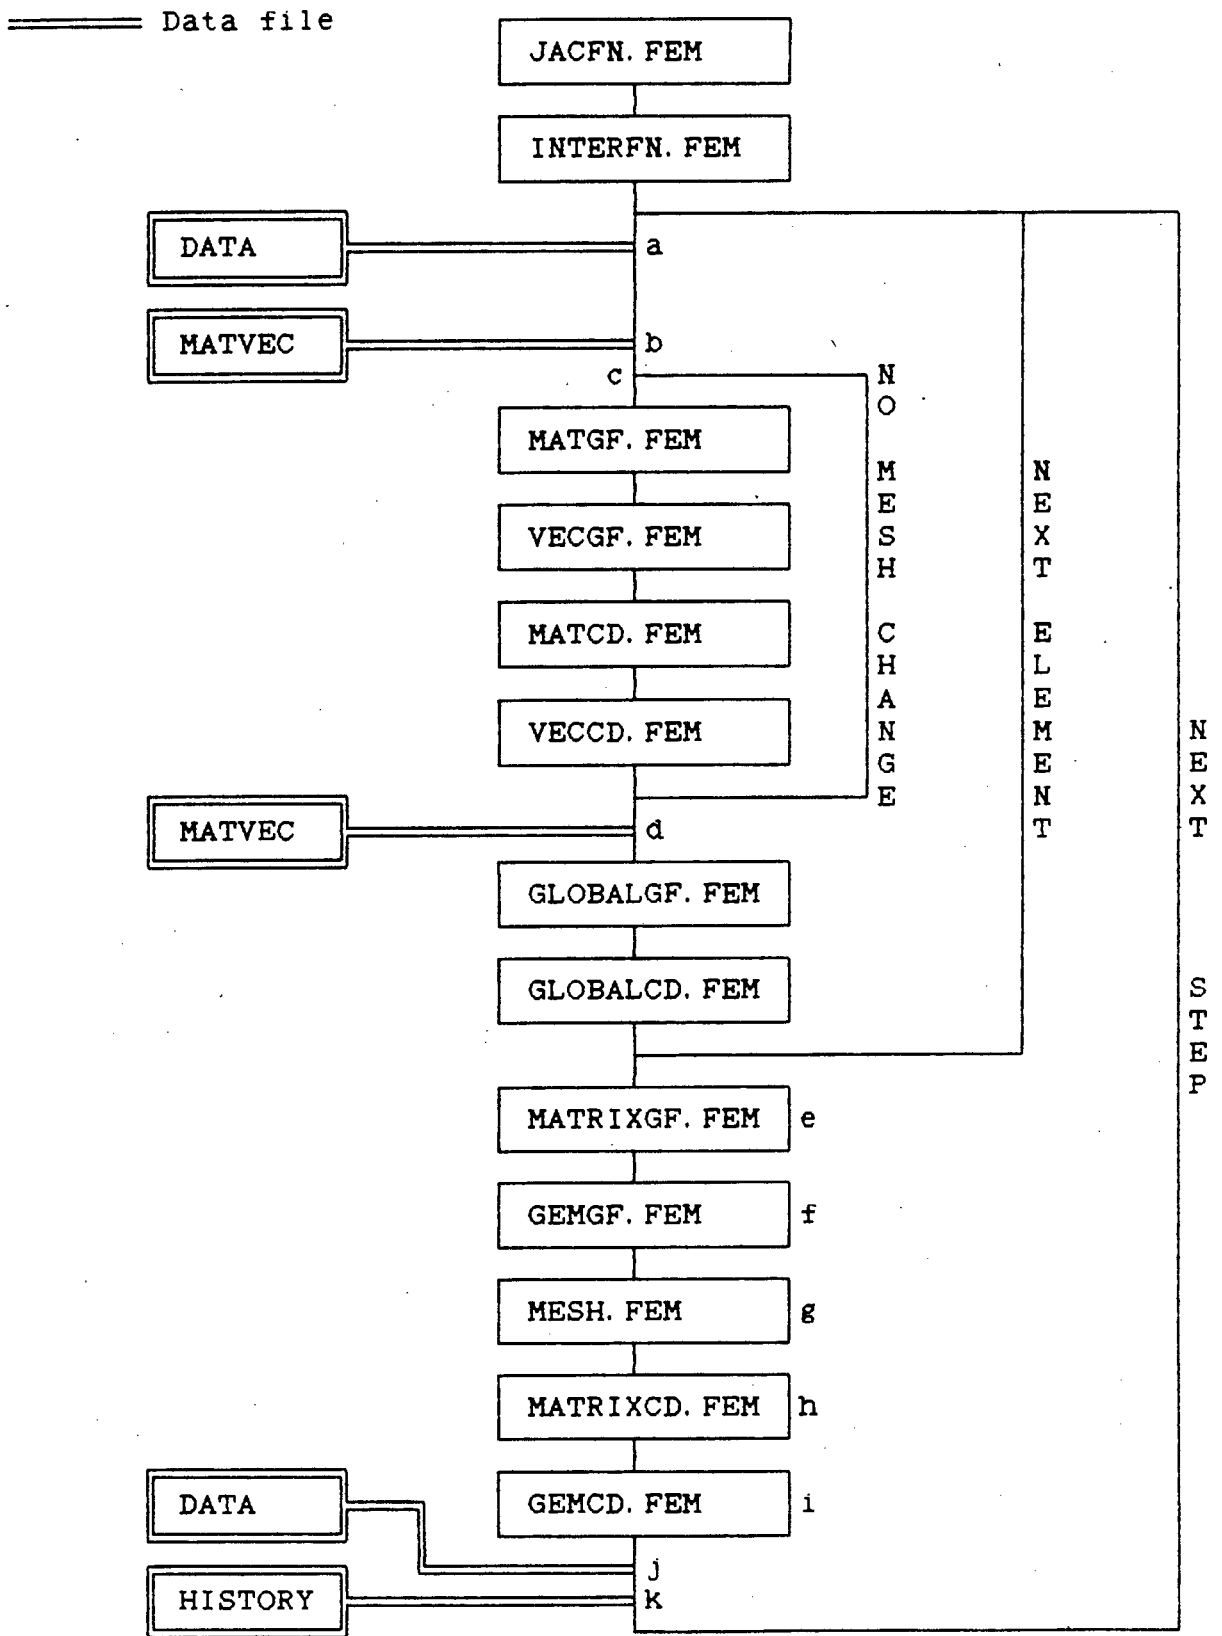 Data file
JACFN. FEM
INTERFN. FEM
DATA
a
MATVEC
b
c
MATGF. FEM
VECGF. FEM
MATCD. FEM
VECCD. FEM
NO MESH CHANGE
NEXT ELEMENT
NEXT STEP
MATVEC
d
GLOBALGF. FEM
GLOBALCD. FEM
MATRIXGF. FEM
e
GEMGF. FEM
f
MESH. FEM
g
MATRIXCD. FEM
h
DATA
GEMCD. FEM
i
j
HISTORY
k